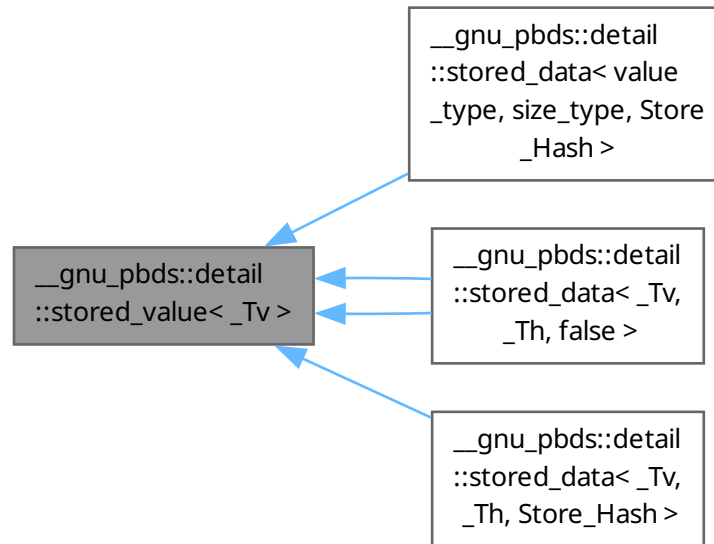 __gnu_pbds::detail
::stored_data< value
_type, size_type, Store
_Hash >
__gnu_pbds::detail
::stored_value< _Tv >
__gnu_pbds::detail
::stored_data< _Tv,
_Th, false >
__gnu_pbds::detail
::stored_data< _Tv,
_Th, Store_Hash >